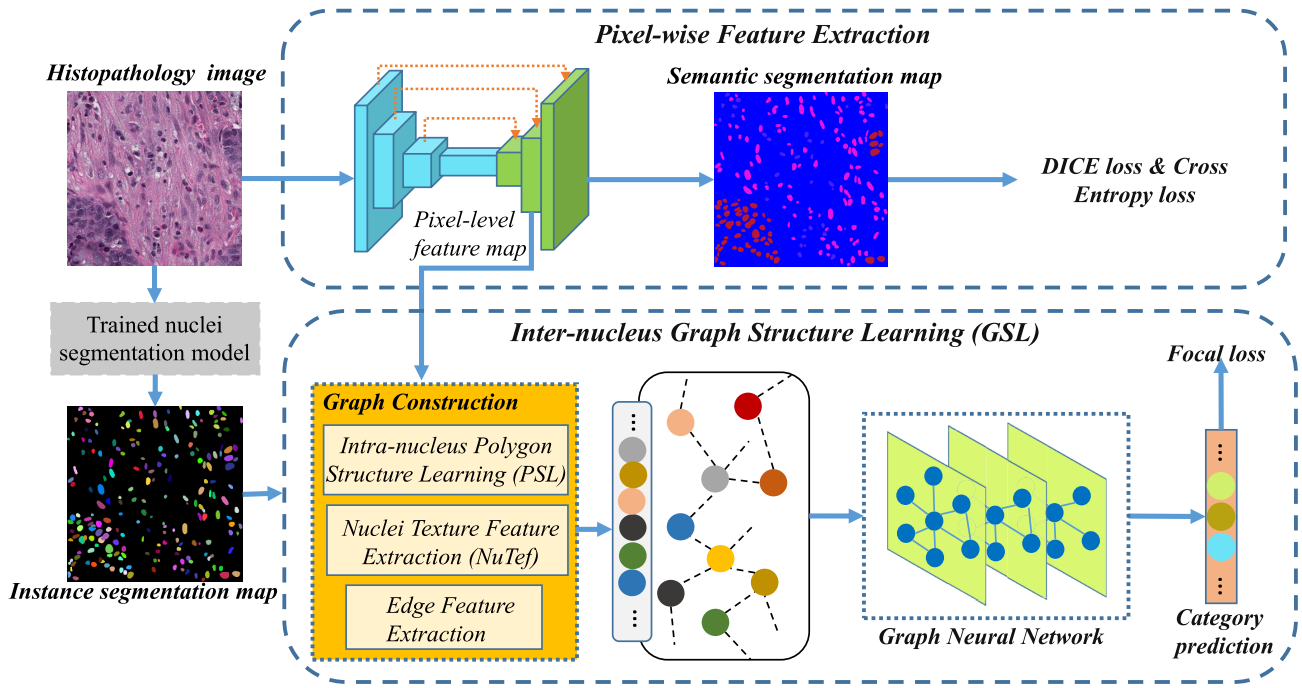 Pixel-wise Feature Extraction
Histopathology image
Semantic segmentation map
DICE loss & Cross
Entropy loss
Pixel-level
feature map
Trained nuclei
segmentation model
Inter-nucleus Graph Structure Learning (GSL)
Focal loss
Graph Construction
Intra-nucleus Polygon
Structure Learning (PSL)
Nuclei Texture Feature
Extraction (NuTef)
Edge Feature
Extraction
...
...
...
...
Instance segmentation map
Graph Neural Network
Category
prediction